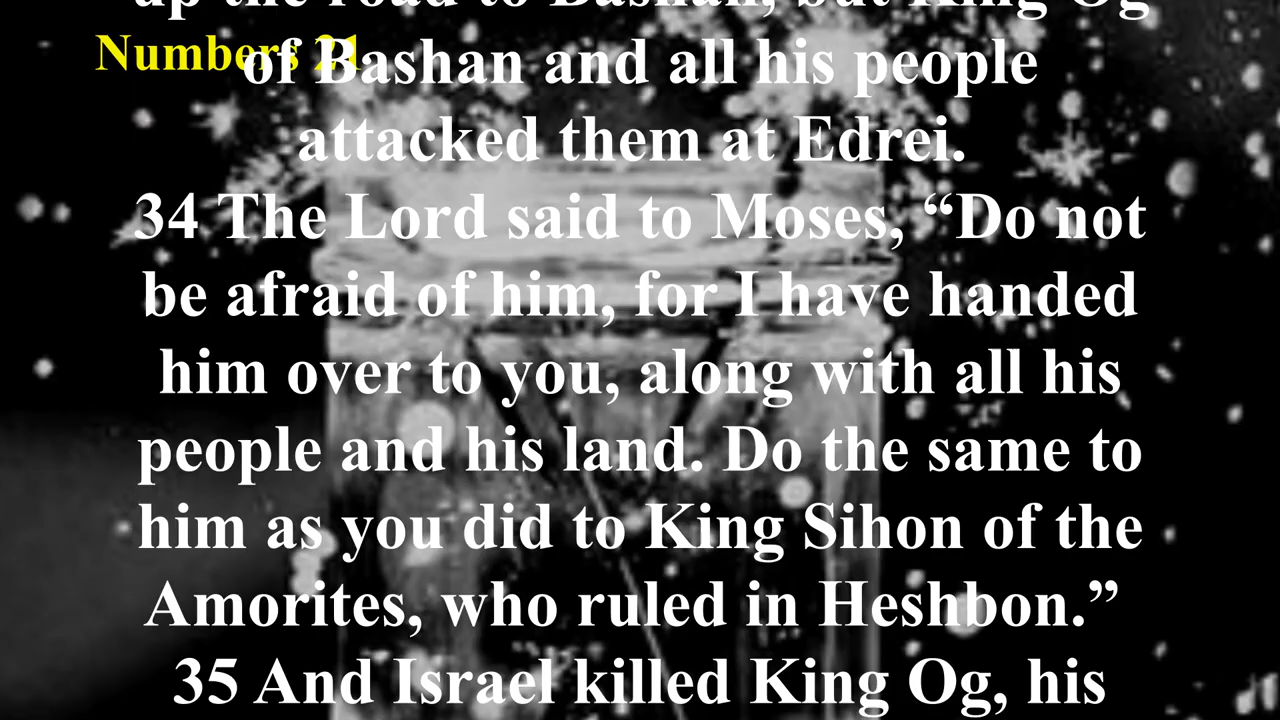 up the road to Bashan, but King Og
Numbers 21
of Bashan and all his people
attacked them at Edrei.
34 The Lord said to Moses, “Do not
be afraid of him, for I have handed
him over to you, along with all his
people and his land. Do the same to
him as you did to King Sihon of the
Amorites, who ruled in Heshbon.”
35 And Israel killed King Og, his